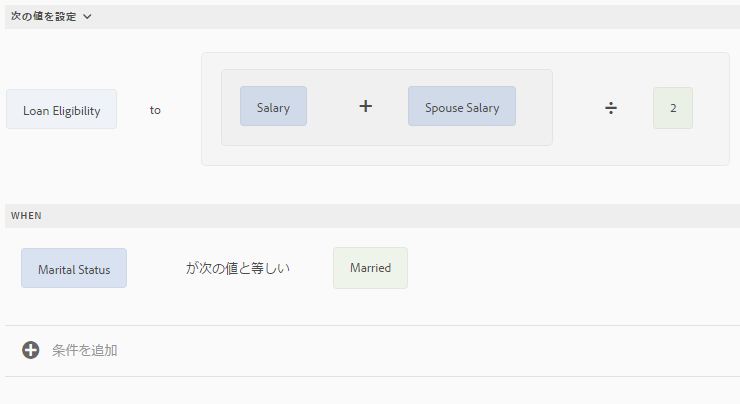 次の値を設定
Loan Eligibility to Salary + Spouse Salary ÷ 2
WHEN
Marital Status が次の値と等しい Married
条件を追加